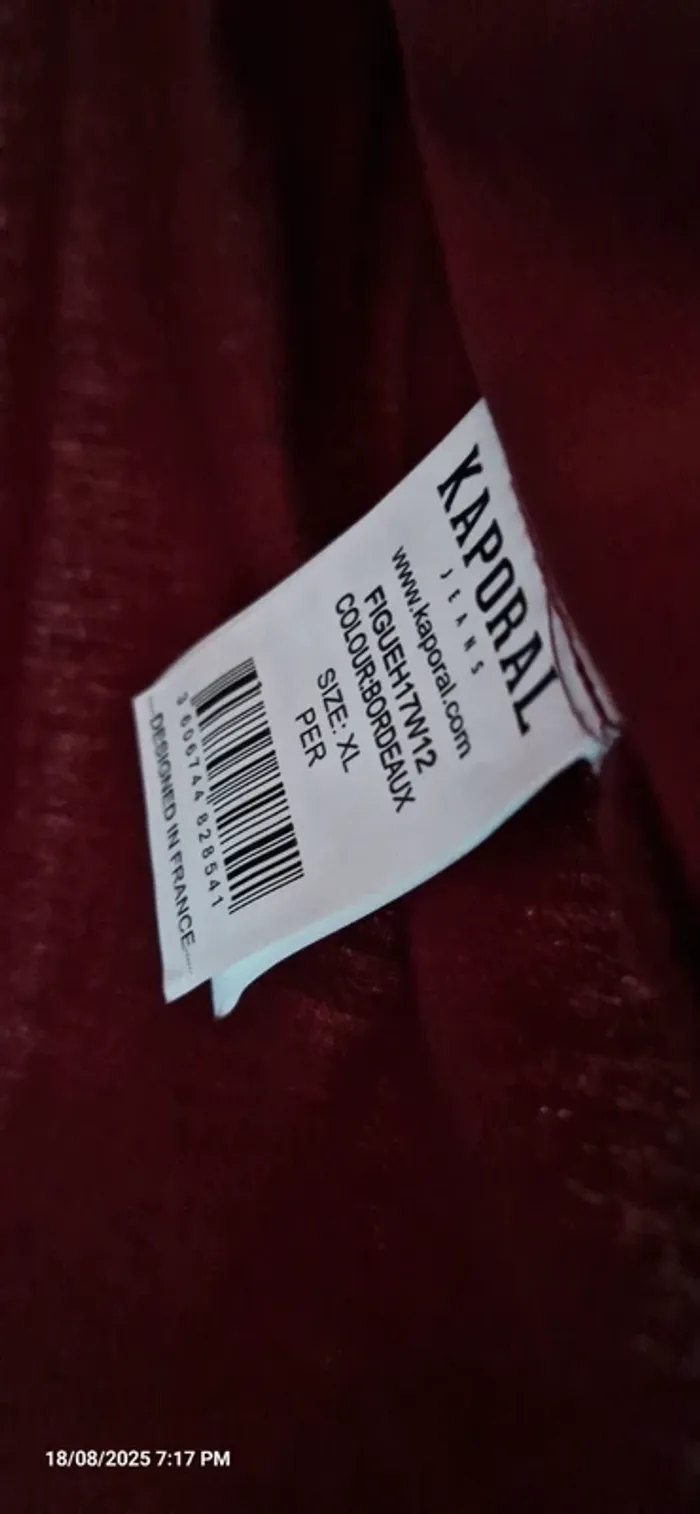 KAPORAL
JEANS
www.kaporal.com
FIGUEH17W12
COLOUR:BORDEAUX
SIZE: XL
PER
3 606744 828541
...DESIGNED IN FRANCE......
18/08/2025 7:17 PM